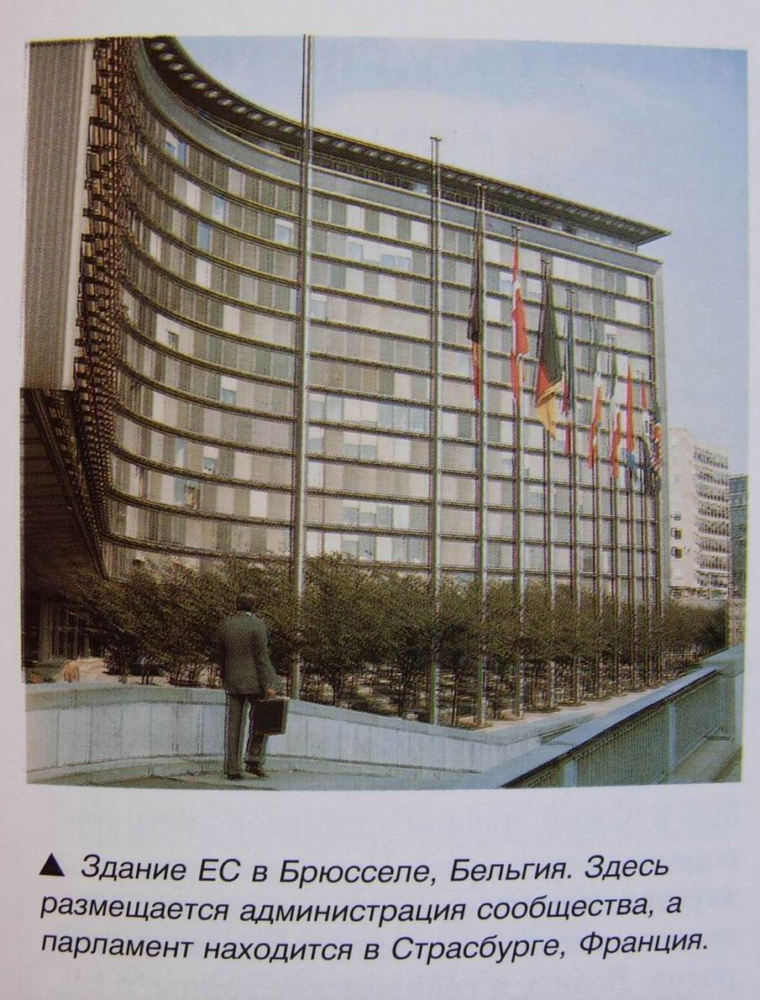 ▲ Здание ЕС в Брюсселе, Бельгия. Здесь
размещается администрация сообщества, а
парламент находится в Страсбурге, Франция.